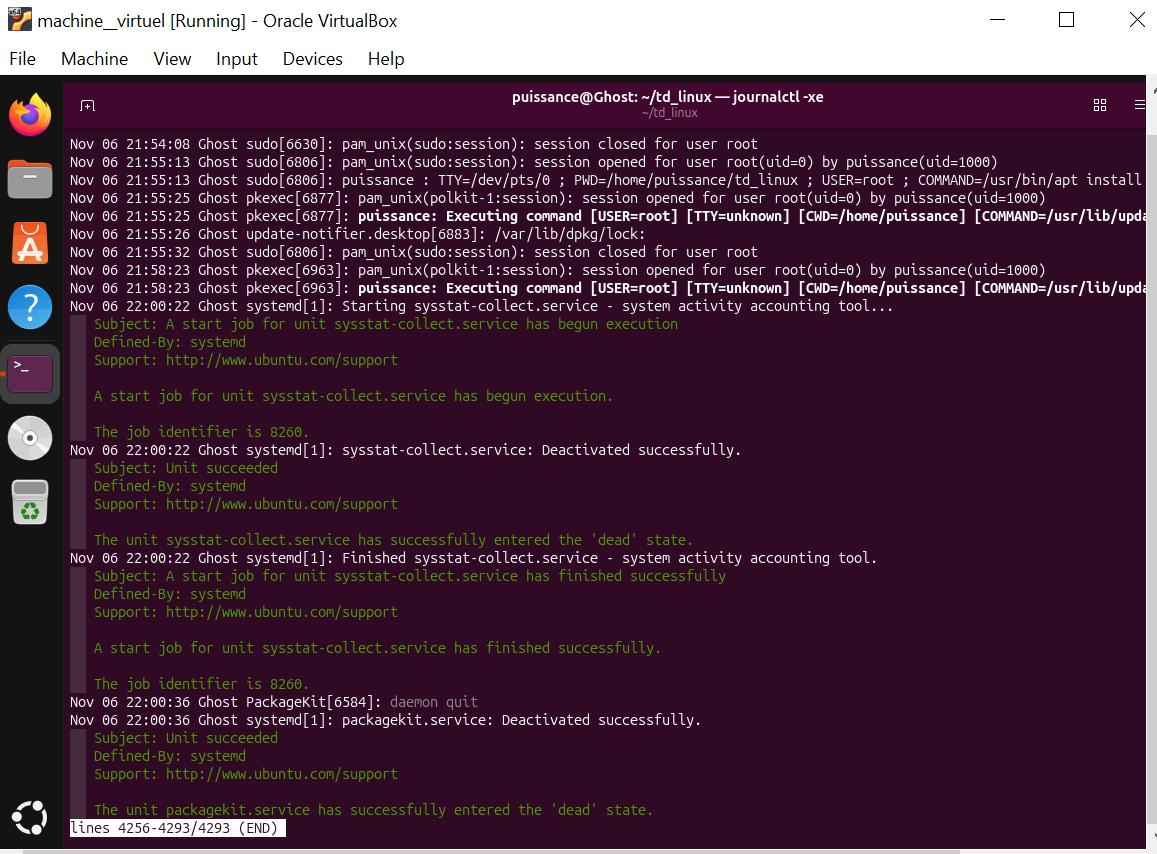 machine__virtuel [Running] - Oracle VirtualBox
File Machine View Input Devices Help
puissance@Ghost: ~/td_linux — journalctl -xe
~/td_linux
Nov 06 21:54:08 Ghost sudo[6630]: pam_unix(sudo:session): session closed for user root
Nov 06 21:55:13 Ghost sudo[6806]: pam_unix(sudo:session): session opened for user root(uid=0) by puissance(uid=1000)
Nov 06 21:55:13 Ghost sudo[6806]: puissance : TTY=/dev/pts/0 ; PWD=/home/puissance/td_linux ; USER=root ; COMMAND=/usr/bin/apt install
Nov 06 21:55:25 Ghost pkexec[6877]: pam_unix(polkit-1:session): session opened for user root(uid=0) by puissance(uid=1000)
Nov 06 21:55:25 Ghost pkexec[6877]: puissance: Executing command [USER=root] [TTY=unknown] [CWD=/home/puissance] [COMMAND=/usr/lib/upda
Nov 06 21:55:26 Ghost update-notifier.desktop[6883]: /var/lib/dpkg/lock:
Nov 06 21:55:32 Ghost sudo[6806]: pam_unix(sudo:session): session closed for user root
Nov 06 21:58:23 Ghost pkexec[6963]: pam_unix(polkit-1:session): session opened for user root(uid=0) by puissance(uid=1000)
Nov 06 21:58:23 Ghost pkexec[6963]: puissance: Executing command [USER=root] [TTY=unknown] [CWD=/home/puissance] [COMMAND=/usr/lib/upda
Nov 06 22:00:22 Ghost systemd[1]: Starting sysstat-collect.service - system activity accounting tool...
Subject: A start job for unit sysstat-collect.service has begun execution
Defined-By: systemd
Support: http://www.ubuntu.com/support
A start job for unit sysstat-collect.service has begun execution.
The job identifier is 8260.
Nov 06 22:00:22 Ghost systemd[1]: sysstat-collect.service: Deactivated successfully.
Subject: Unit succeeded
Defined-By: systemd
Support: http://www.ubuntu.com/support
The unit sysstat-collect.service has successfully entered the 'dead' state.
Nov 06 22:00:22 Ghost systemd[1]: Finished sysstat-collect.service - system activity accounting tool.
Subject: A start job for unit sysstat-collect.service has finished successfully
Defined-By: systemd
Support: http://www.ubuntu.com/support
A start job for unit sysstat-collect.service has finished successfully.
The job identifier is 8260.
Nov 06 22:00:36 Ghost PackageKit[6584]: daemon quit
Nov 06 22:00:36 Ghost systemd[1]: packagekit.service: Deactivated successfully.
Subject: Unit succeeded
Defined-By: systemd
Support: http://www.ubuntu.com/support
The unit packagekit.service has successfully entered the 'dead' state.
lines 4256-4293/4293 (END)